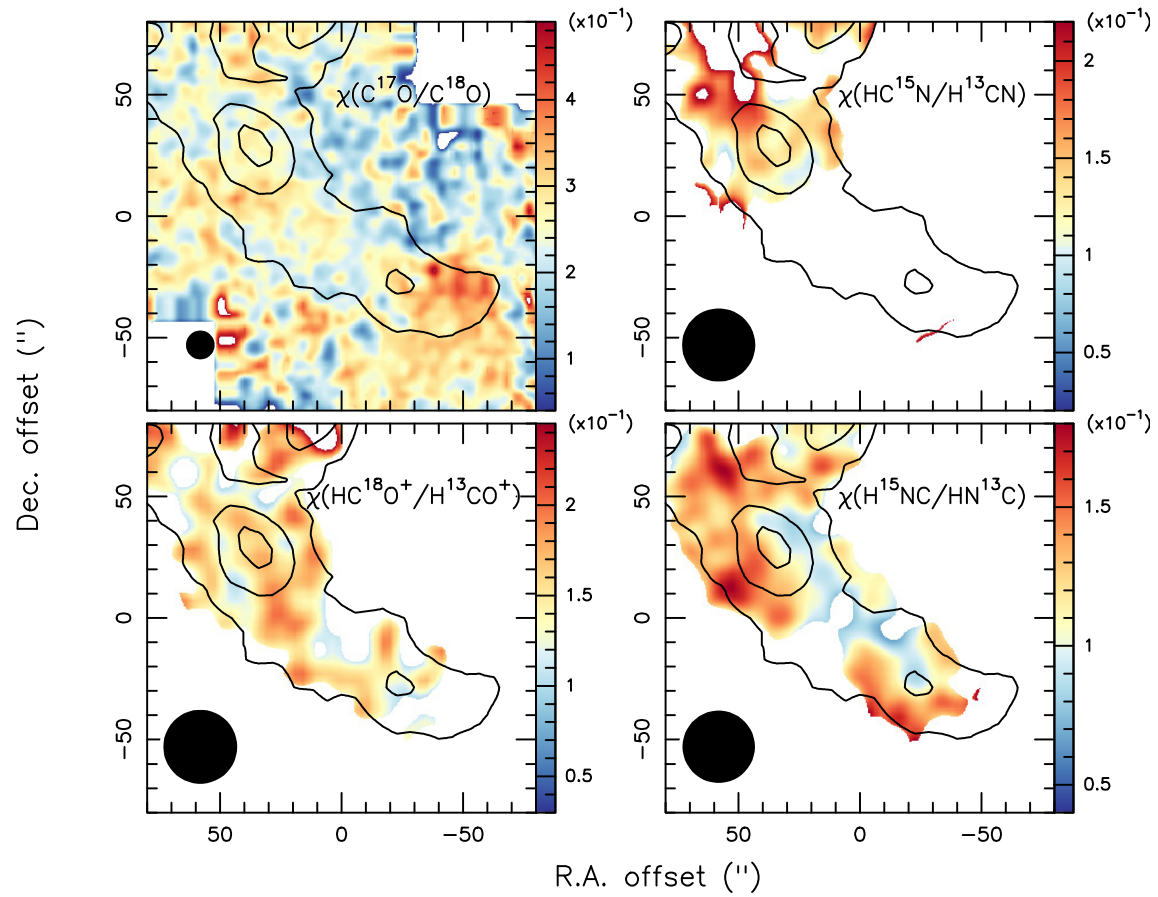 (x10⁻¹) (x10⁻¹)
χ(C¹⁷O/C¹⁸O) χ(HC¹⁵N/H¹³CN)
50 4 50 2
3 1.5
0 0
2 1
−50 1 −50 0.5
(x10⁻¹) (x10⁻¹)
χ(HC¹⁸O⁺/H¹³CO⁺) χ(H¹⁵NC/HN¹³C)
50 2 50 1.5
1.5
0 0
1 1
−50 0.5 −50 0.5
50 0 −50 50 0 −50
Dec. offset ('')
R.A. offset ('')